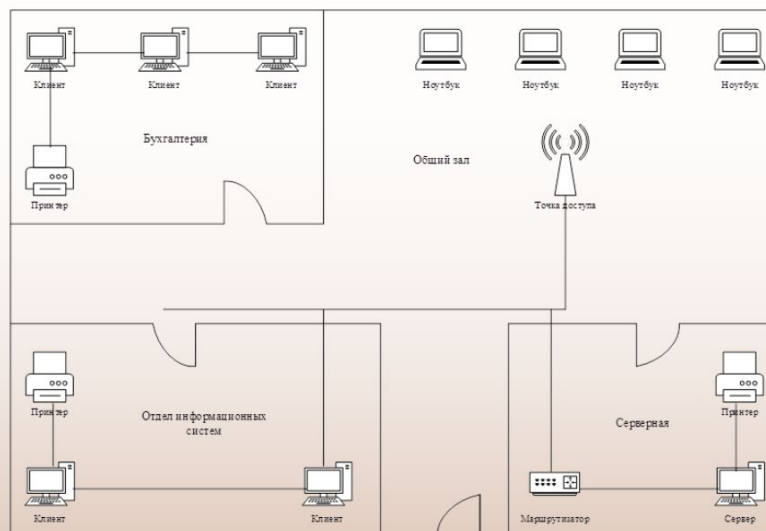 Клиент
Клиент
Клиент
Ноутбук
Ноутбук
Ноутбук
Ноутбук
Бухгалтерия
Общий зал
Принтер
Точка доступа
Принтер
Отдел информационных
систем
Серверная
Принтер
Клиент
Клиент
Маршрутизатор
Сервер